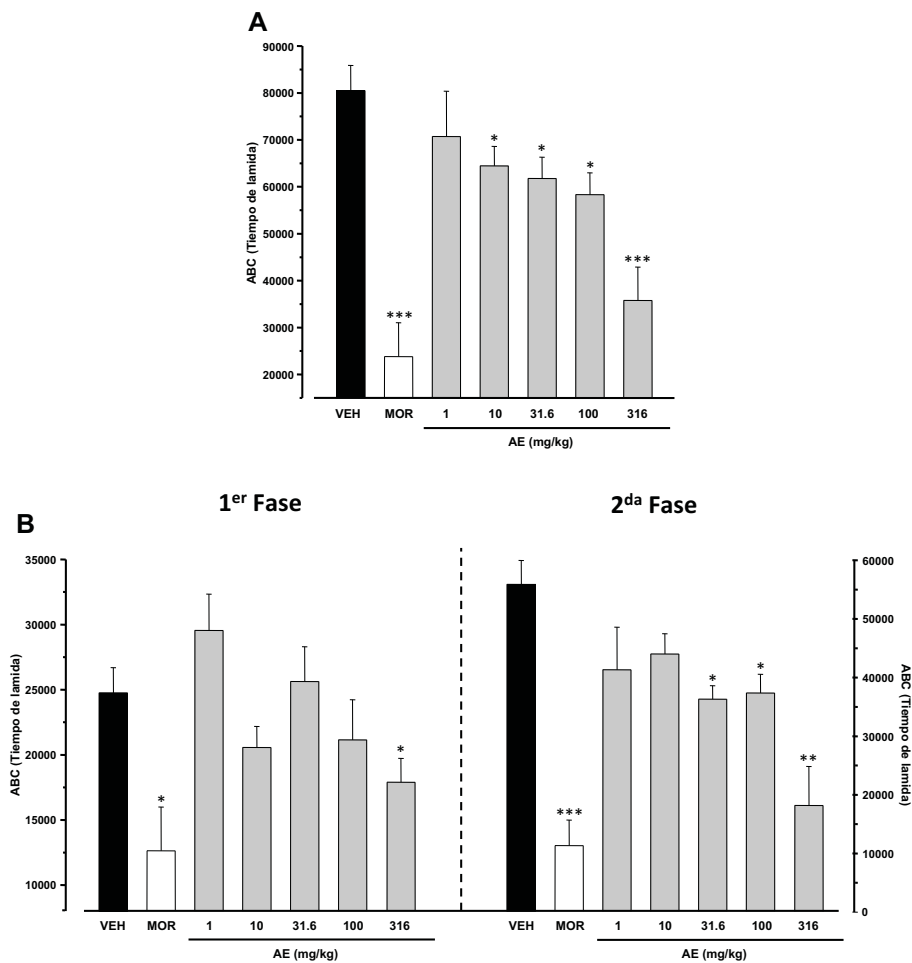 A
90000
80000
70000
60000
50000
40000
30000
20000
ABC (Tiempo de lamida)
***
*
*
*
***
VEH MOR 1 10 31.6 100 316
AE (mg/kg)
1er Fase 2da Fase
B
35000
30000
25000
20000
15000
10000
ABC (Tiempo de lamida)
*
*
VEH MOR 1 10 31.6 100 316
AE (mg/kg)
***
*
*
**
VEH MOR 1 10 31.6 100 316
AE (mg/kg)
60000
50000
40000
30000
20000
10000
0
ABC (Tiempo de lamida)